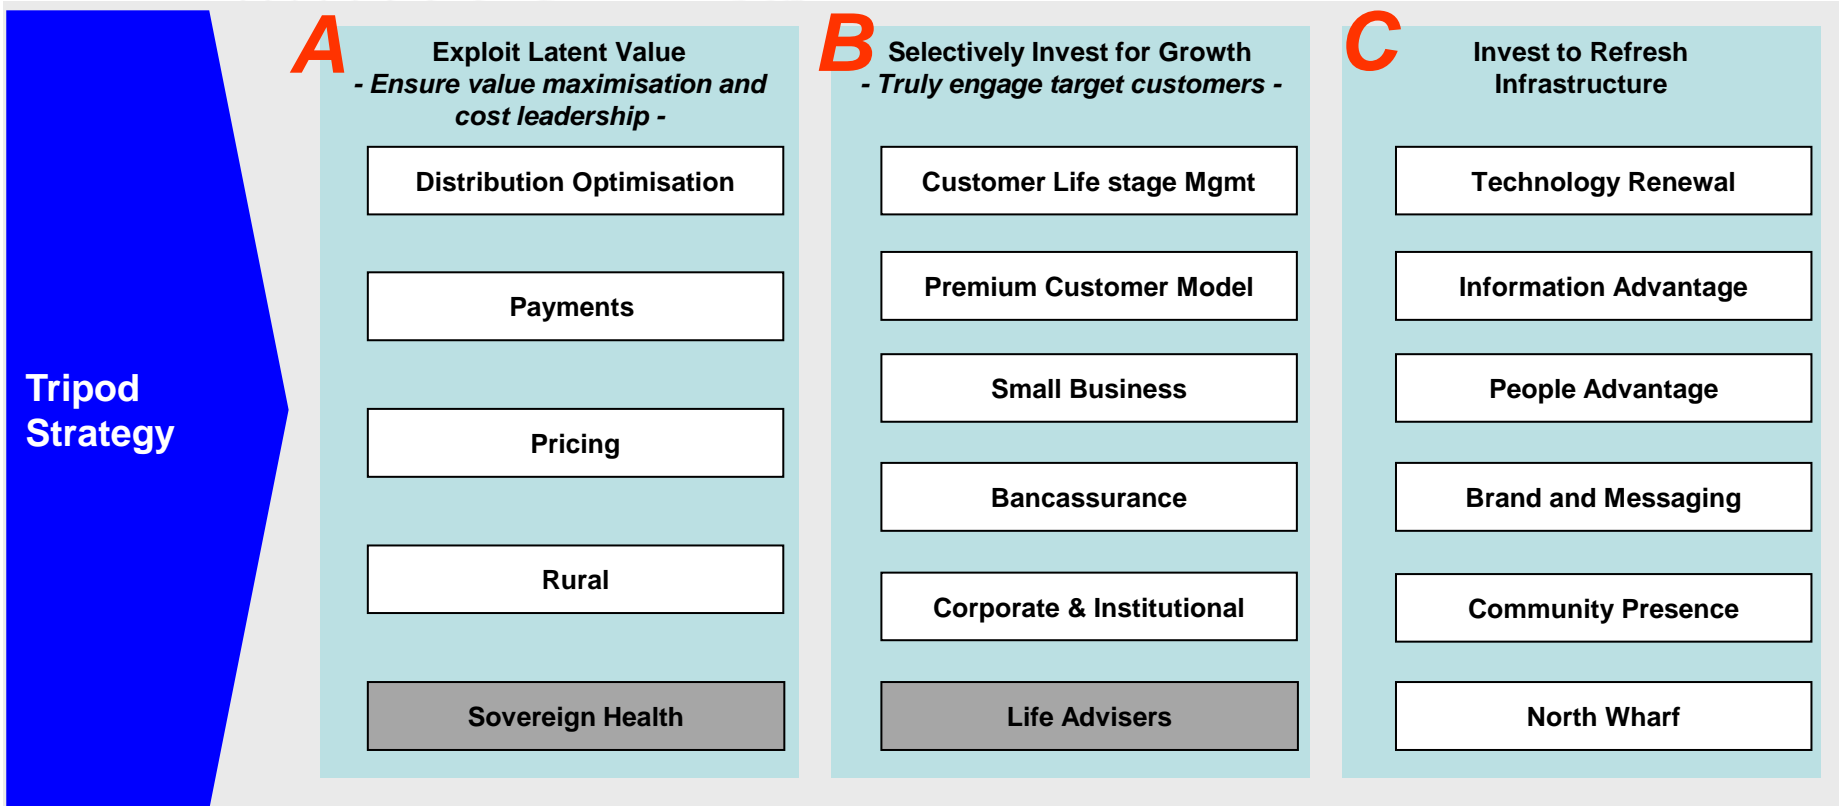 Tripod
Strategy
A
Exploit Latent Value
- Ensure value maximisation and
cost leadership -
Distribution Optimisation
Payments
Pricing
Rural
Sovereign Health
B
Selectively Invest for Growth
- Truly engage target customers -
Customer Life stage Mgmt
Premium Customer Model
Small Business
Bancassurance
Corporate & Institutional
Life Advisers
C
Invest to Refresh
Infrastructure
Technology Renewal
Information Advantage
People Advantage
Brand and Messaging
Community Presence
North Wharf